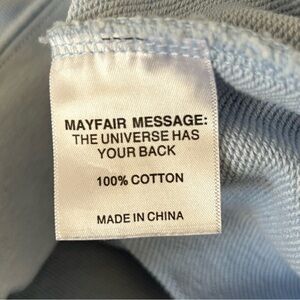 MAYFAIR MESSAGE:
THE UNIVERSE HAS
YOUR BACK
100% COTTON
MADE IN CHINA